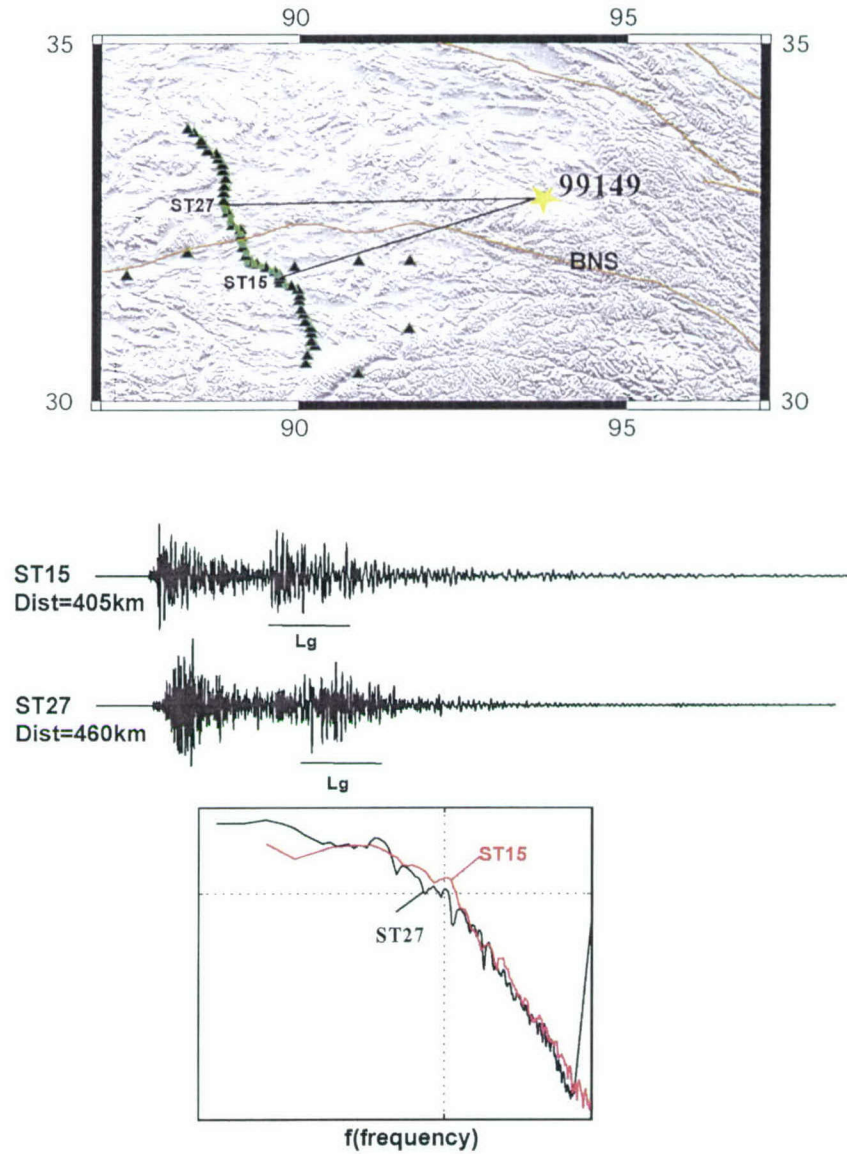 90 95
35 35
99149
ST27
BNS
ST15
30 30
90 95
ST15
Dist=405km
Lg
ST27
Dist=460km
Lg
ST15
ST27
f(frequency)